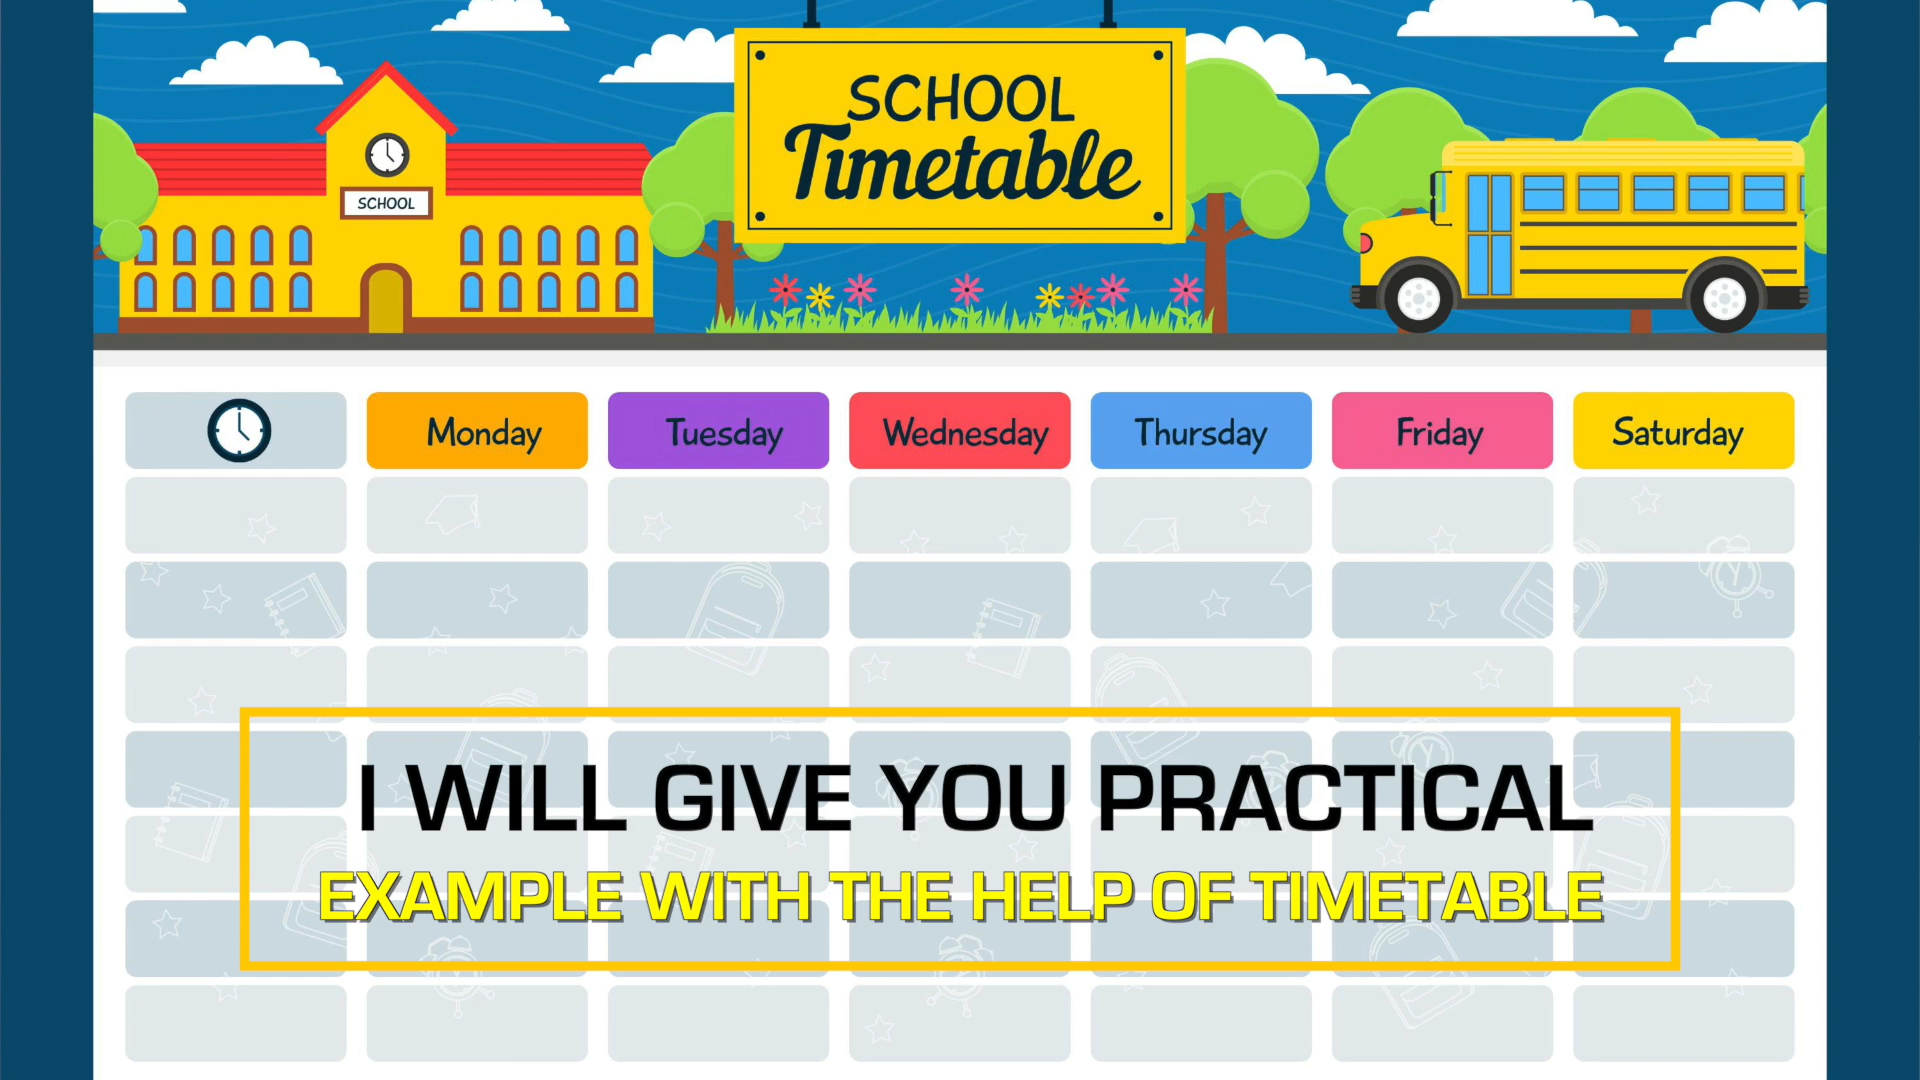 SCHOOL
Timetable
SCHOOL
Monday Tuesday Wednesday Thursday Friday Saturday
I WILL GIVE YOU PRACTICAL
EXAMPLE WITH THE HELP OF TIMETABLE